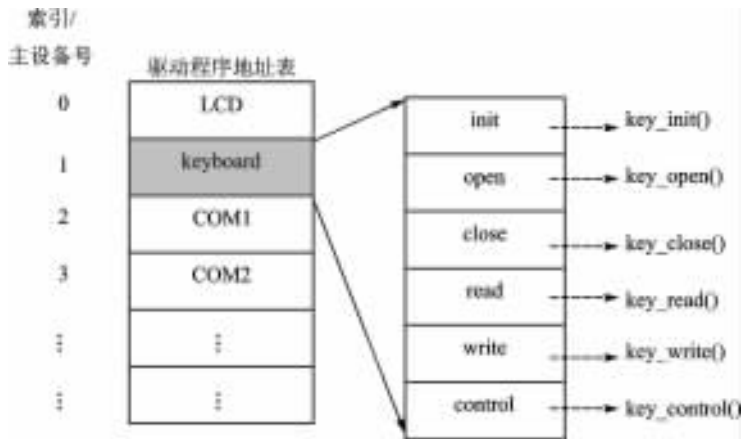 索引/
主设备号
驱动程序地址表
0 LCD
1 keyboard
2 COM1
3 COM2
⋮ ⋮
⋮ ⋮
init key_init()
open key_open()
close key_close()
read key_read()
write key_write()
control key_control()